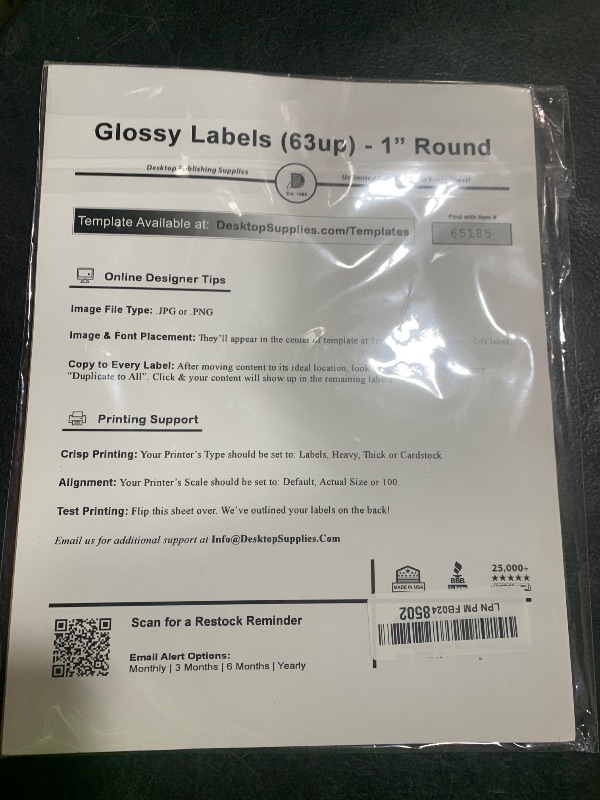 Glossy Labels (63up) - 1” Round
Desktop Publishing Supplies
Est. 1996
Template Available at: DesktopSupplies.com/Templates
Find with Item #
65185
Online Designer Tips
Image File Type: .JPG or .PNG
Image & Font Placement: They'll appear in the center of template at label.
Copy to Every Label: After moving content to its ideal location, look
"Duplicate to All". Click & your content will show up in the remaining
Printing Support
Crisp Printing: Your Printer's Type should be set to: Labels, Heavy, Thick or Cardstock
Alignment: Your Printer's Scale should be set to: Default, Actual Size or 100
Test Printing: Flip this sheet over. We've outlined your labels on the back!
Email us for additional support at Info@DesktopSupplies.Com
MADE IN USA
BBB
25,000+
Scan for a Restock Reminder
Email Alert Options:
Monthly | 3 Months | 6 Months | Yearly
LPN PM FB0248502